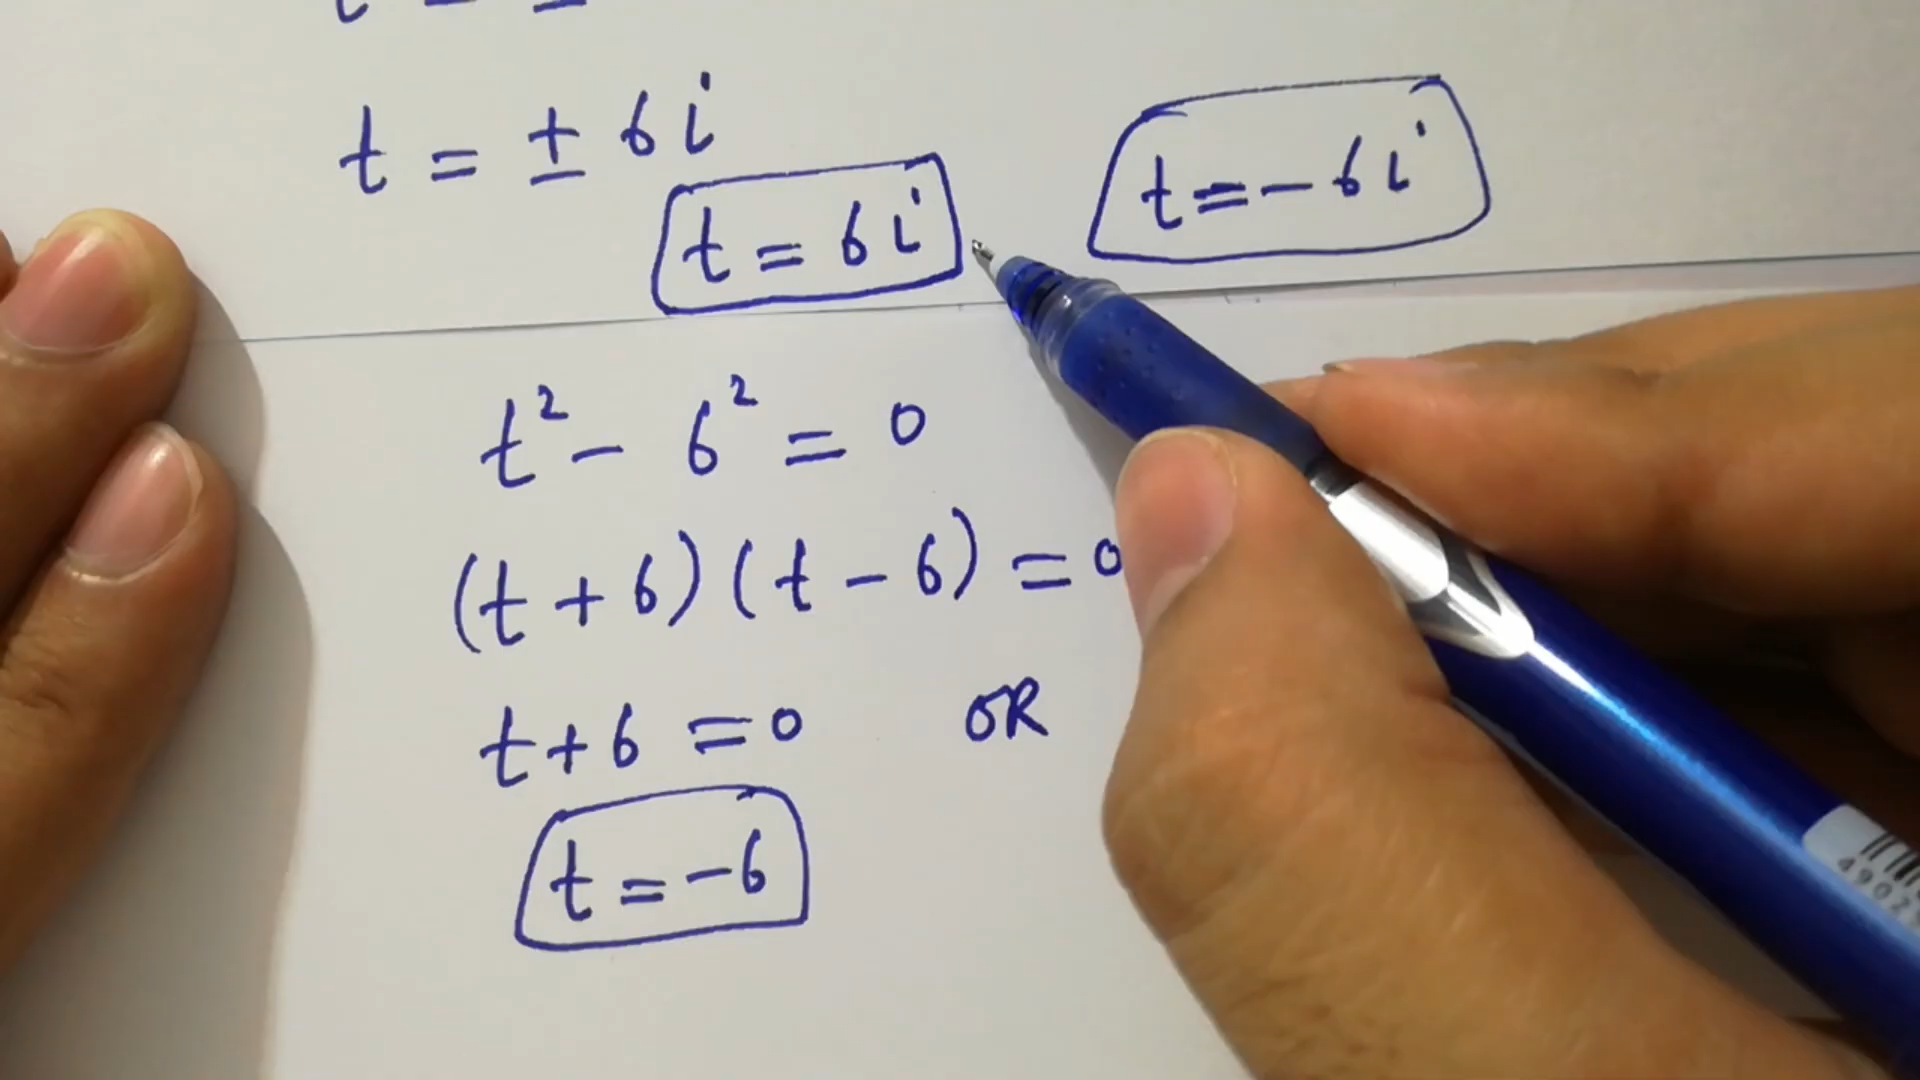 t = ± 6i
t = 6i
t = - 6i
t² - 6² = 0
(t + 6) (t - 6) = 0
t + 6 = 0 OR
t = -6